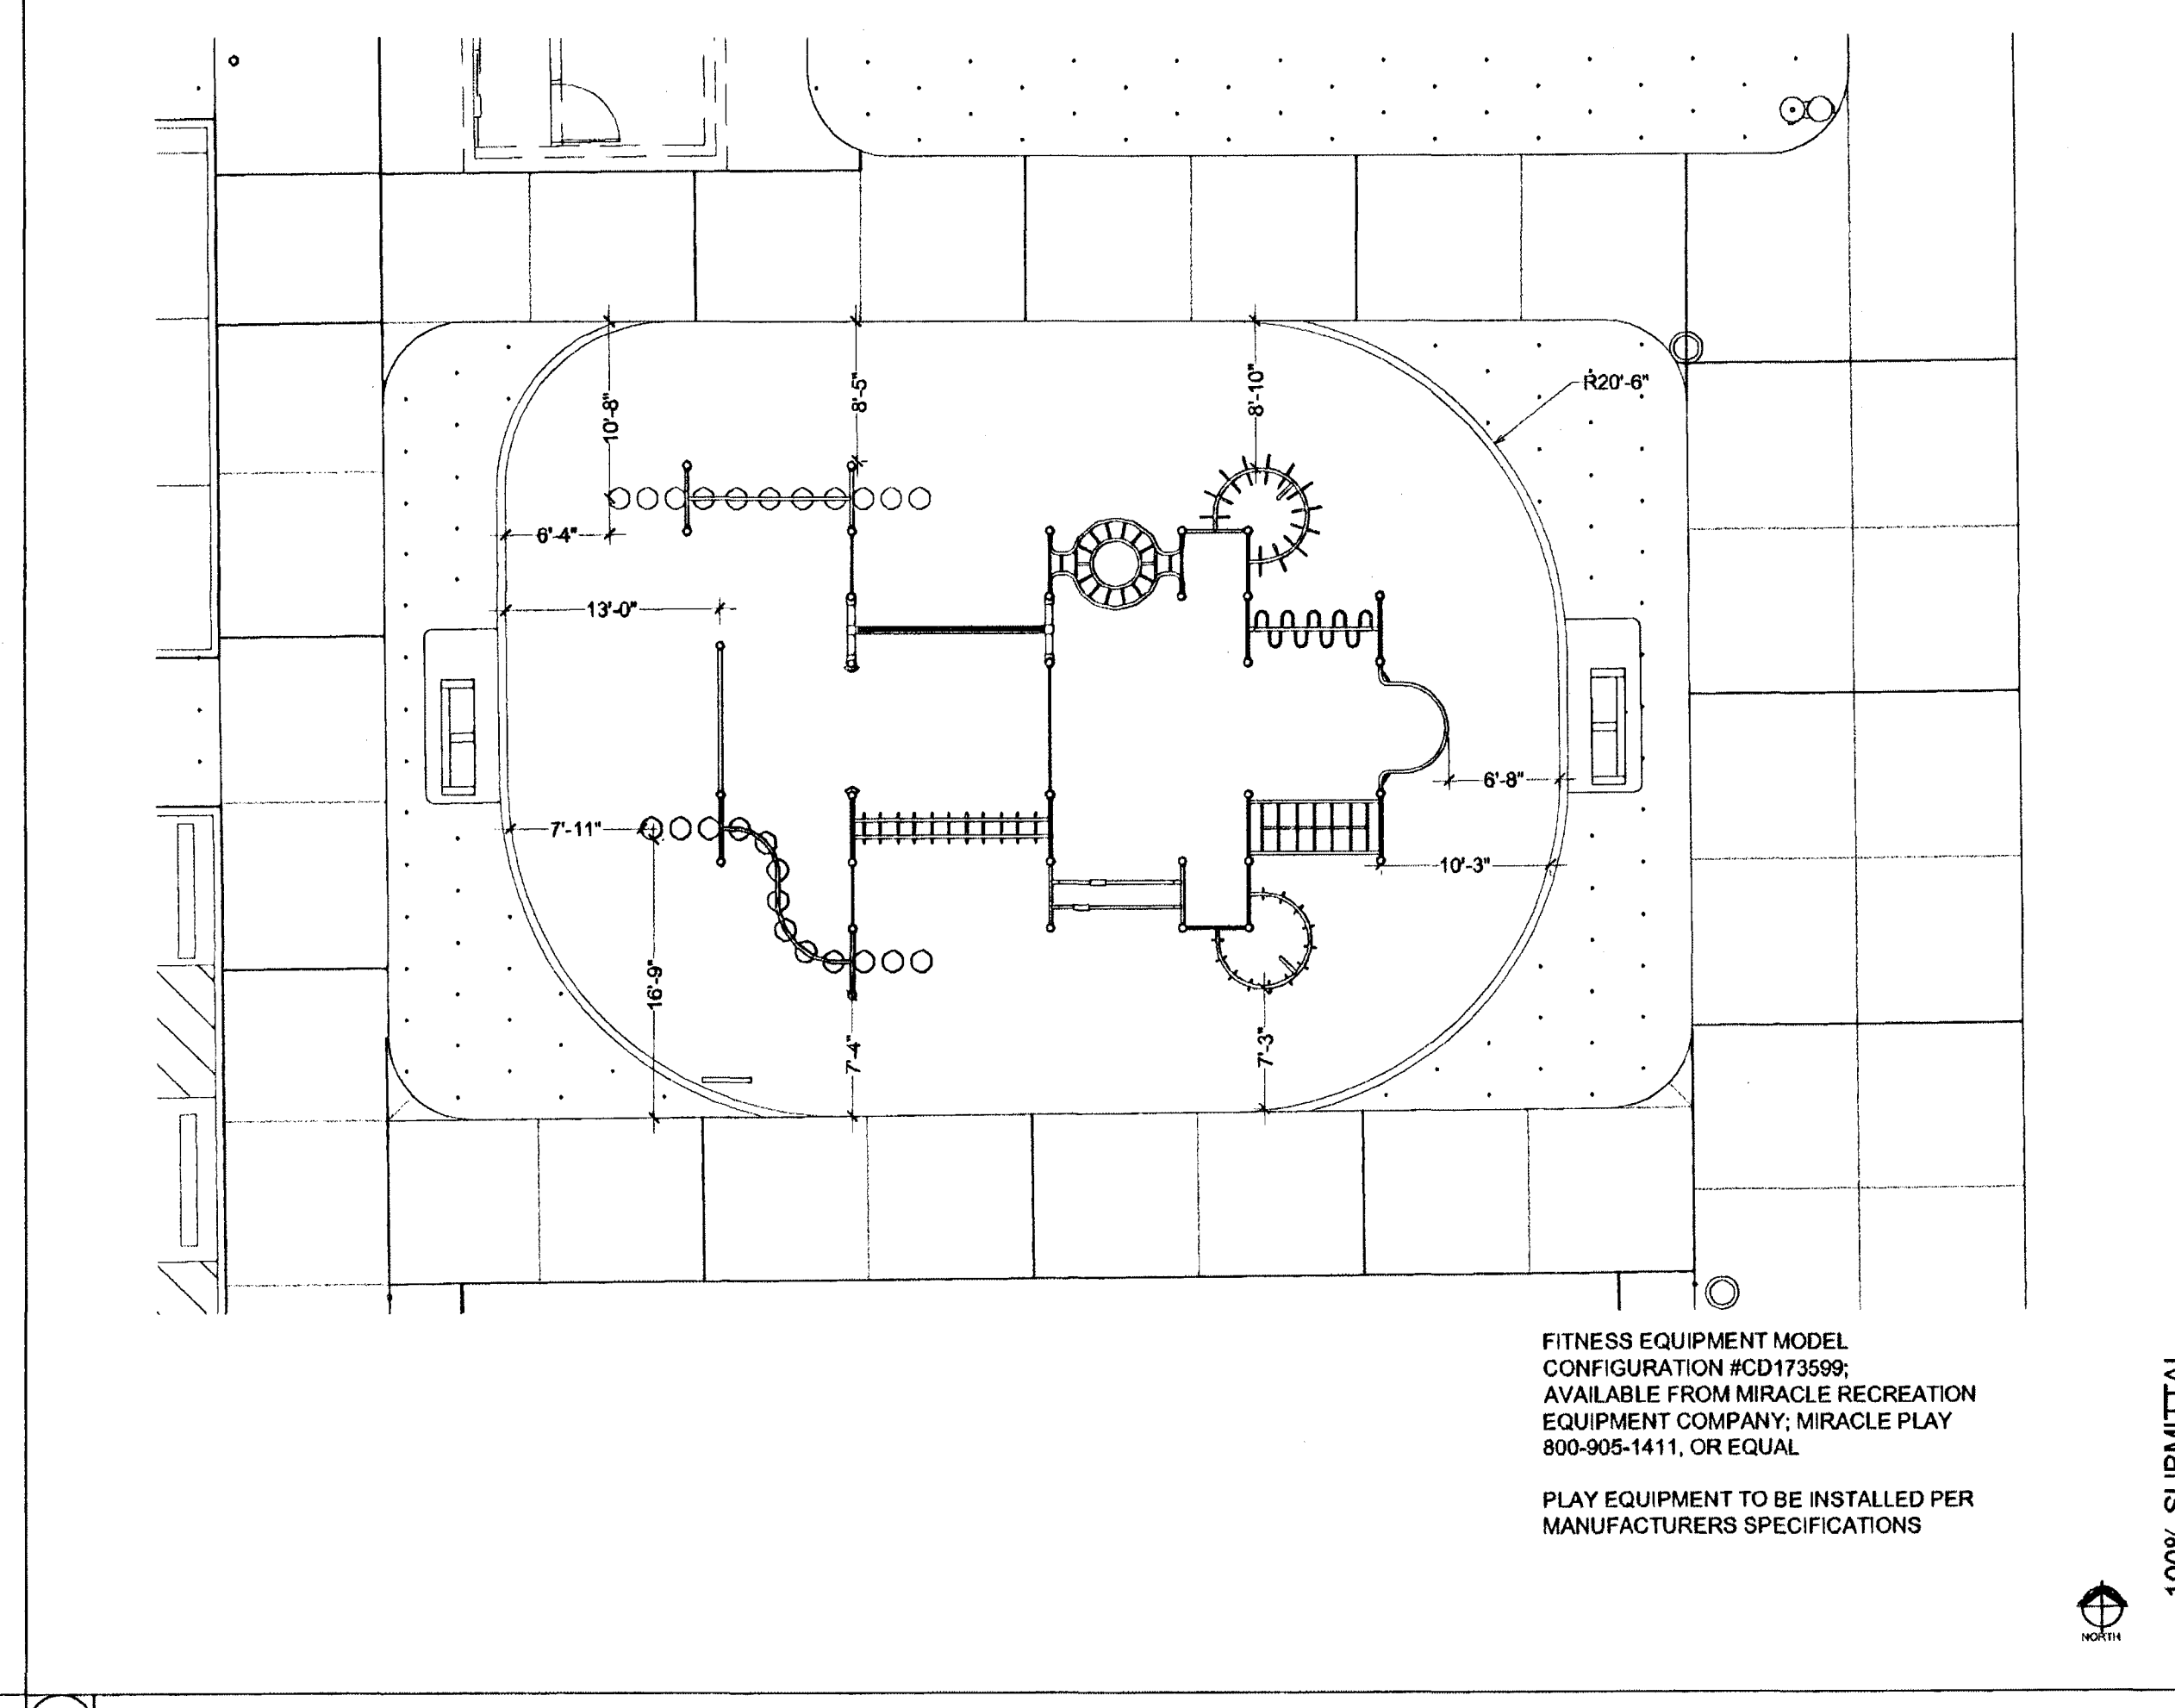 10'-8"
8'-5"
8'-10"
R20'-6"
6'-4"
13'-0"
6'-8"
7'-11"
10'-3"
16'-9"
7'-4"
7'-3"
FITNESS EQUIPMENT MODEL
CONFIGURATION #CD173599;
AVAILABLE FROM MIRACLE RECREATION
EQUIPMENT COMPANY; MIRACLE PLAY
800-905-1411, OR EQUAL
PLAY EQUIPMENT TO BE INSTALLED PER
MANUFACTURERS SPECIFICATIONS
100% SUBMITTAL
NORTH